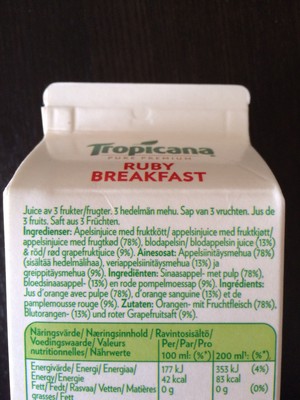 Tropicana
PURE PREMIUM
RUBY
BREAKFAST
Juice av 3 frukter/frugter. 3 hedelmän mehu. Sap van 3 vruchten. Jus de
3 fruits. Saft aus 3 Früchten.
Ingredienser: Apelsinjuice med fruktkött/ appelsinjuice med fruktkjøtt/
appelsinjuice med frugtkød (78%), blodapelsin/ blodappelsin juice (13%)
& röd/ rød grapefruktjuice (9%). Ainesosat: Appelsiinitäysmehua (78%)
(sisältää hedelmälihaa), veriappelsiinitäysmehua (13%) ja
greippitäysmehua (9%). Ingrediënten: Sinaasappel- met pulp (78%),
bloedsinaasappel- (13%) en rode pompelmoessap (9%). Ingrédients:
Jus d'orange avec pulpe (78%), d'orange sanguine (13%) et de
pamplemousse rouge (9%). Zutaten: Orangen- mit Fruchtfleisch (78%),
Blutorangen- (13%) und roter Grapefruitsaft (9%).
Näringsvärde/ Næringsinnhold / Ravintosisältö/
Voedingswaarde/ Valeurs Per/Par/Pro
nutritionnelles/ Nährwerte 100 ml: (%*). 200 ml¹: (%*).
Energivärde/Energi/Energiaa/ 177 kJ 353 kJ (4%)
Energy/Energie 42 kcal 83 kcal
Fett/ Fedt/ Rasvaa/ Vetten/ Matières 0 g 0 g (0%)
grasses/ Fett